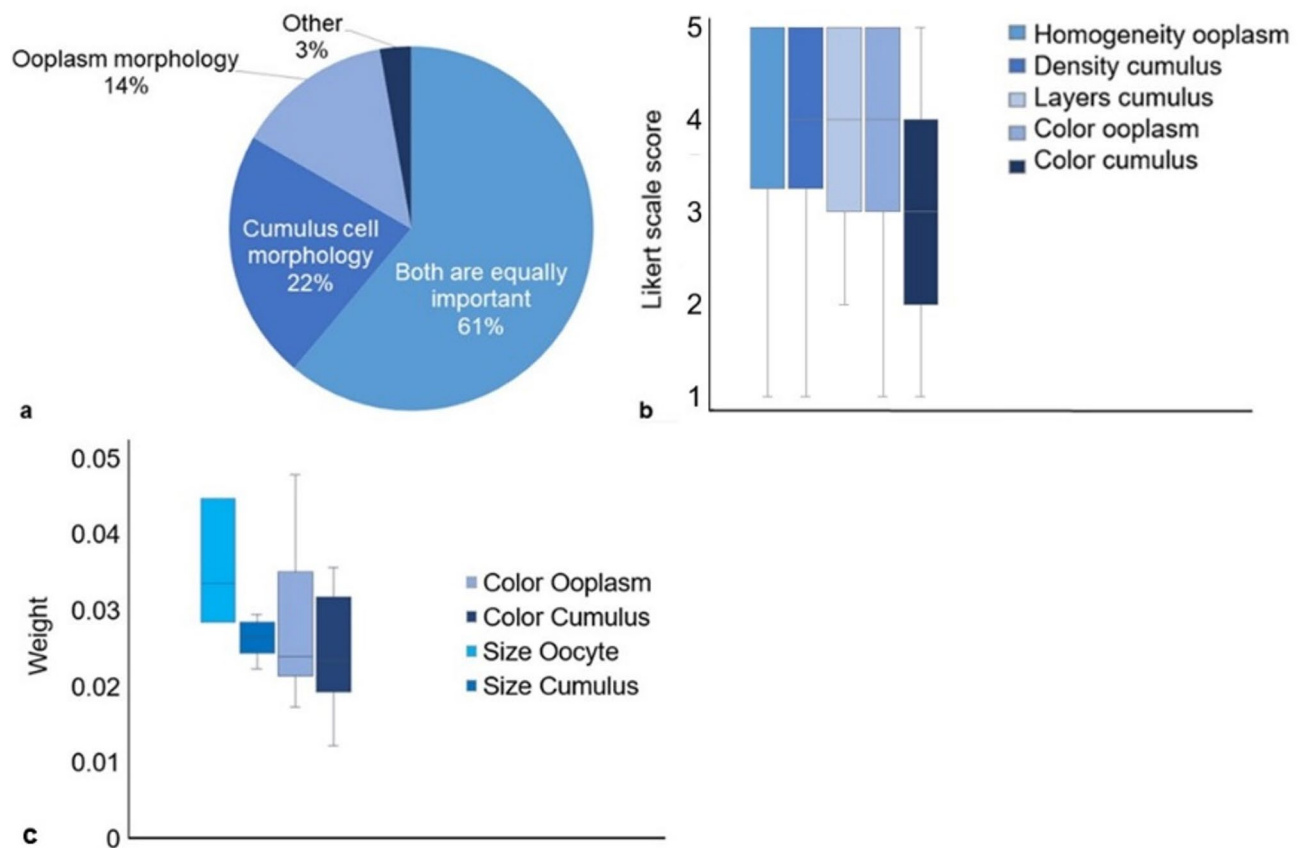 Other
3%
Ooplasm morphology
14%
Cumulus cell
morphology
22%
Both are equally
important
61%
a
5
4
3
2
1
Likert scale score
Homogeneity ooplasm
Density cumulus
Layers cumulus
Color ooplasm
Color cumulus
b
0.05
0.04
0.03
0.02
0.01
0
Weight
Color Ooplasm
Color Cumulus
Size Oocyte
Size Cumulus
c